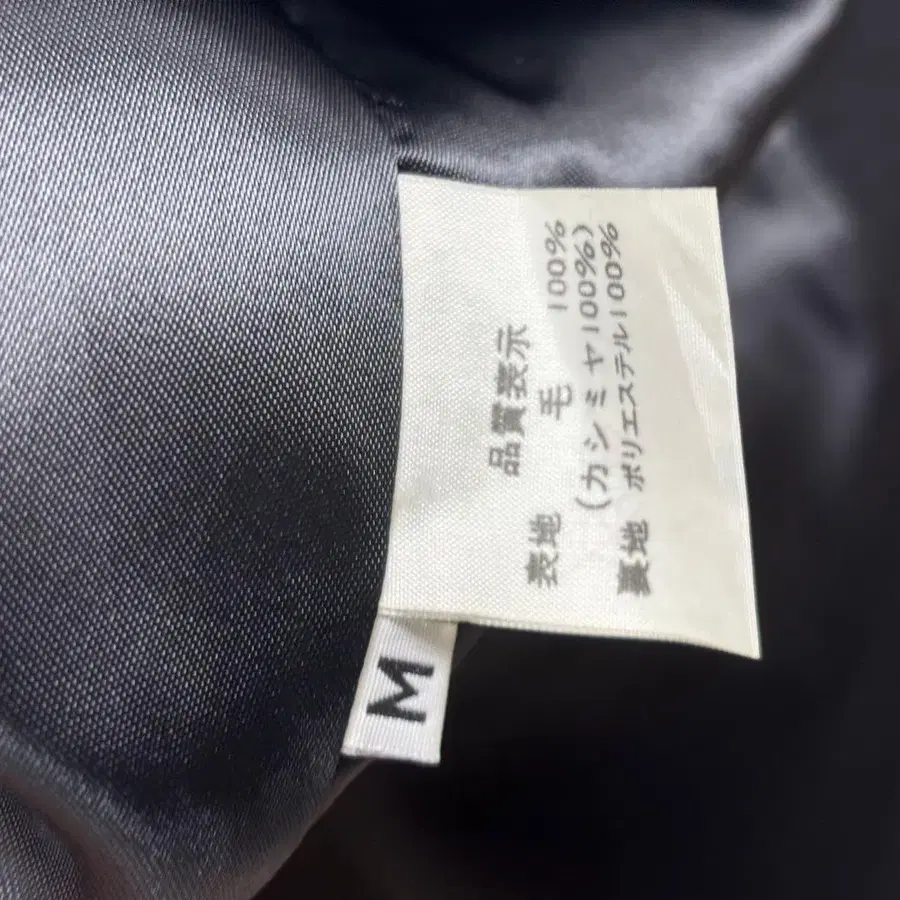 品質表示
表地 毛 100%
(カシミヤ100%)
裏地 ポリエステル100%
M